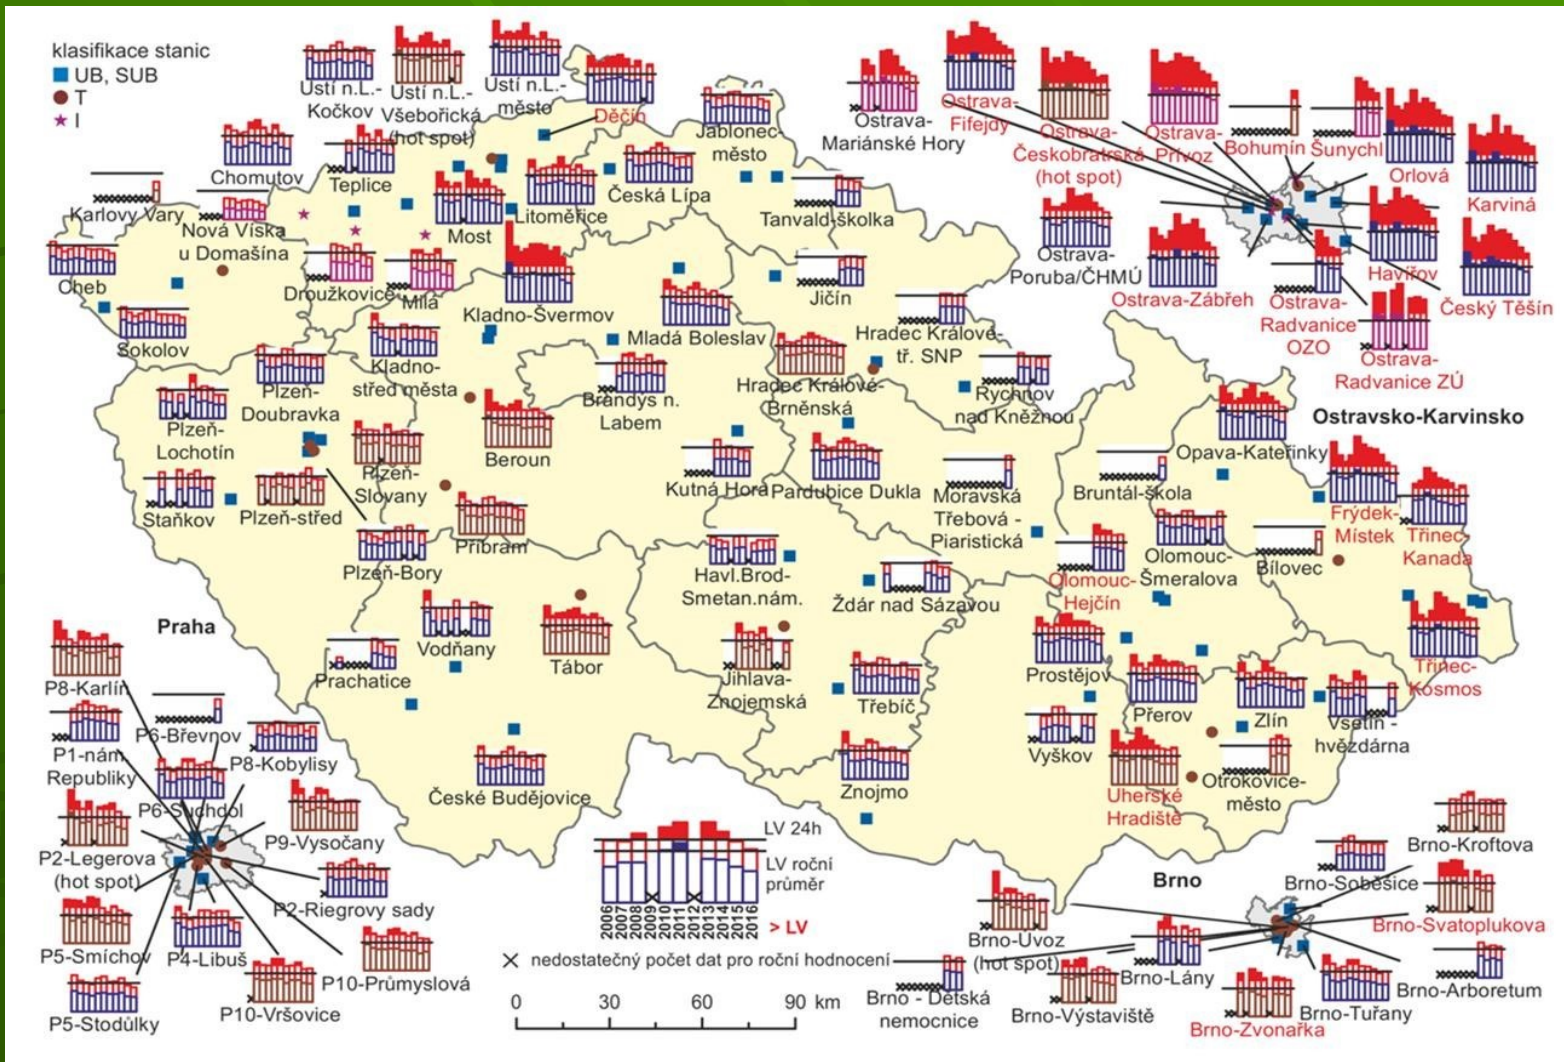 klasifikace stanic
UB, SUB
T
I
Ústí n.L.-
Kočkov
Ústí n.L.-
Všebořická
(hot spot)
Ústí n.L.-
město
Děčín
Jablonec-
město
Ostrava-
Mariánské Hory
Ostrava-
Fifejdy
Ostrava-
Českobratrská
(hot spot)
Ostrava-
Přívoz
Bohumín
Šunychl
Orlová
Karviná
Chomutov
Teplice
Karlovy Vary
Nová Víska
u Domašína
Most
Litoměřice
Česká Lípa
Tanvald-školka
Ostrava-
Poruba/ČHMÚ
Ostrava-Zábřeh
Ostrava-
Radvanice
OZO
Havířov
Český Těšín
Ostrava-
Radvanice ZÚ
Ostravsko-Karvinsko
Cheb
Sokolov
Droužkovice
Milá
Kladno-Švermov
Mladá Boleslav
Jičín
Hradec Králové-
tř. SNP
Kladno-
střed města
Plzeň-
Doubravka
Brandýs n.
Labem
Hradec Králové-
Brněnská
Rychnov
nad Kněžnou
Plzeň-
Lochotín
Plzeň-
Slovany
Beroun
Kutná Hora
Pardubice Dukla
Moravská
Třebová -
Piaristická
Bruntál-škola
Opava-Kateřinky
Frýdek-
Místek
Třinec-
Kanada
Staňkov
Plzeň-střed
Příbram
Plzeň-Bory
Havl.Brod-
Smetan.nám.
Žďár nad Sázavou
Olomouc-
Hejčín
Olomouc-
Šmeralova
Bílovec
Třinec-
Kosmos
Praha
Vodňany
Prachatice
Tábor
Jihlava-
Znojemská
Třebíč
Prostějov
Přerov
Zlín
Vsetín -
hvězdárna
Vyškov
Uherské
Hradiště
Otrokovice-
město
České Budějovice
Znojmo
P8-Karlín
P1-nám.
Republiky
P6-Břevnov
P8-Kobylisy
P6-Suchdol
P2-Legerova
(hot spot)
P9-Vysočany
P2-Riegrovy sady
P5-Smíchov
P4-Libuš
P10-Průmyslová
P5-Stodůlky
P10-Vršovice
LV 24h
LV roční
průměr
2006
2007
2008
2009
2010
2011
2012
2013
2014
2015
2016
> LV
nedostatečný počet dat pro roční hodnocení
0 30 60 90 km
Brno
Brno-Kroftova
Brno-Soběšice
Brno-Svatoplukova
Brno-Úvoz
(hot spot)
Brno-Lány
Brno-Arboretum
Brno - Dětská
nemocnice
Brno-Výstaviště
Brno-Zvonařka
Brno-Tuřany